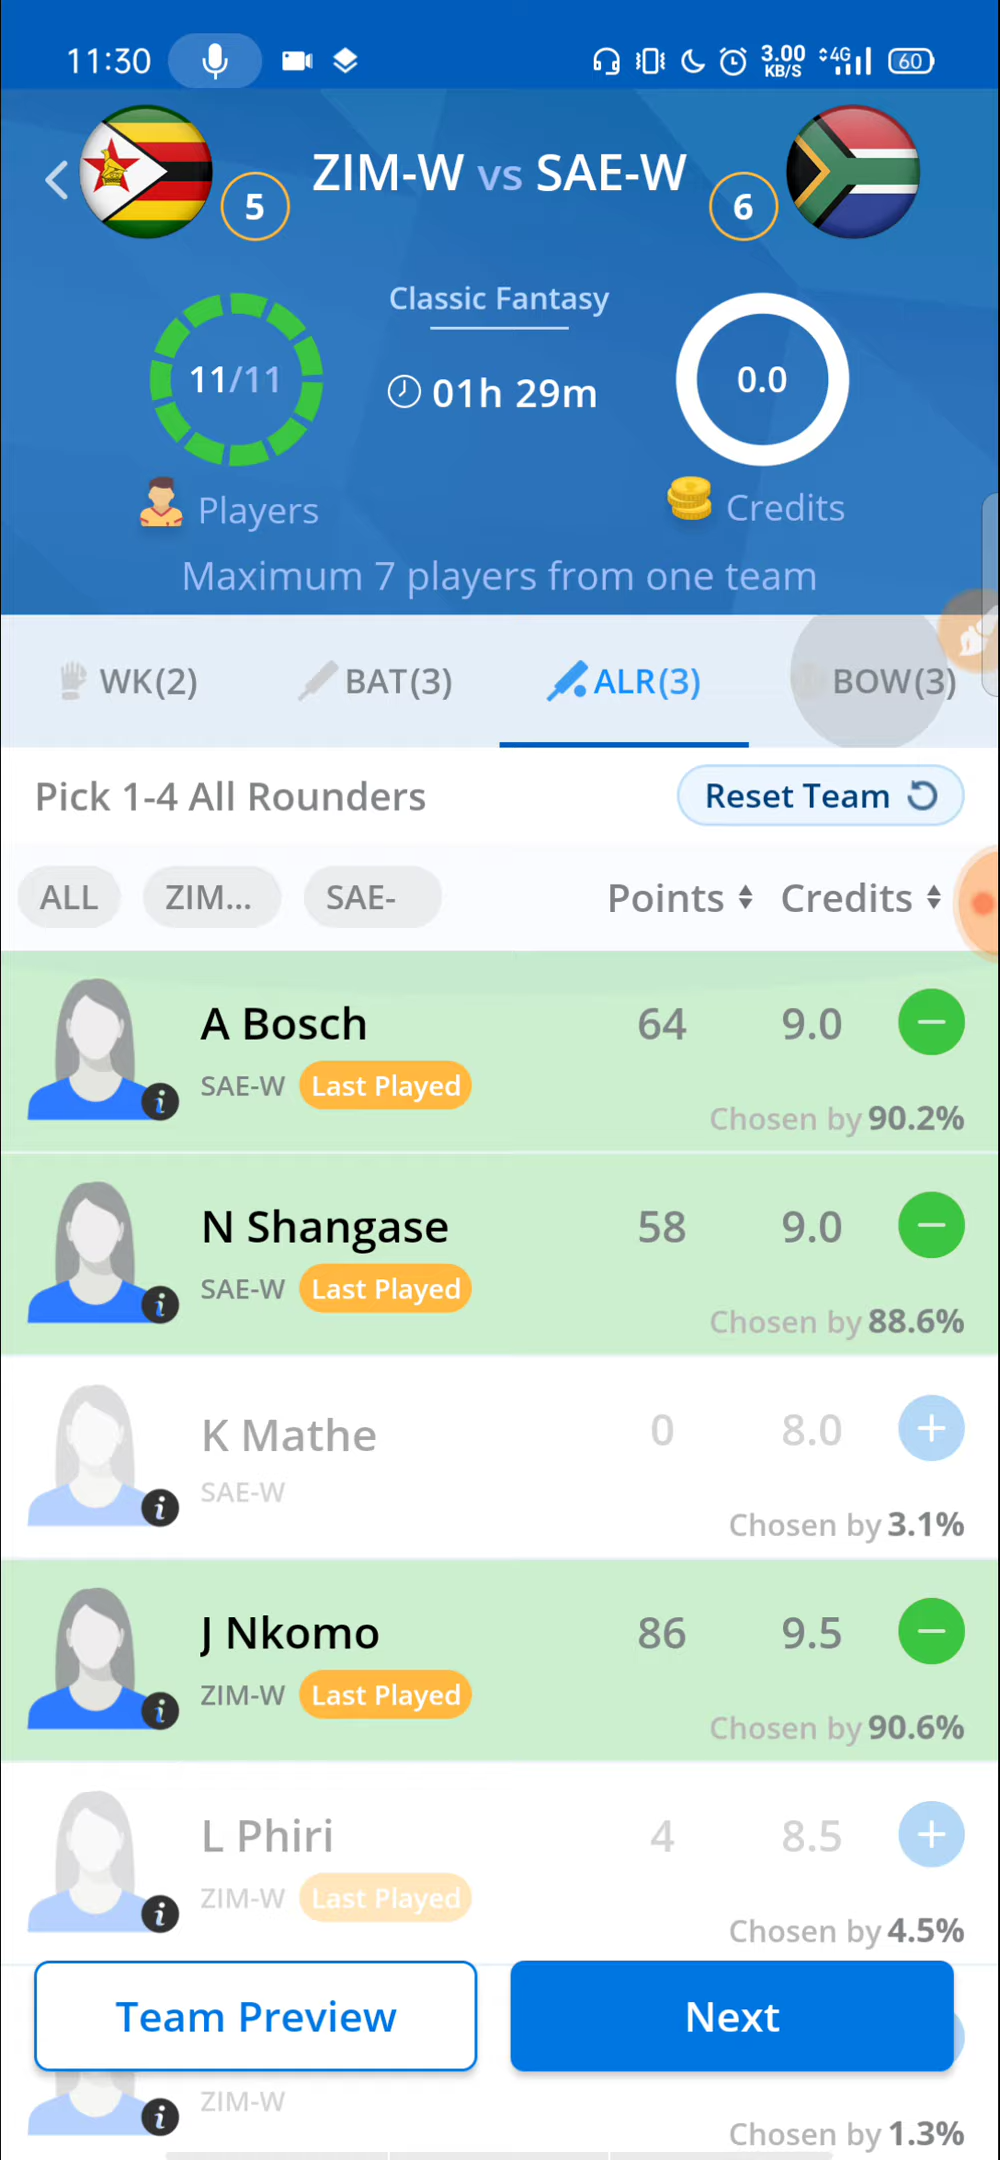 11:30
3.00 KB/S
4G
60
ZIM-W vs SAE-W
5
6
Classic Fantasy
11/11
01h 29m
0.0
Players
Credits
Maximum 7 players from one team
WK(2)
BAT(3)
ALR(3)
BOW(3)
Pick 1-4 All Rounders
Reset Team
ALL
ZIM...
SAE-
Points
Credits
A Bosch
64
9.0
SAE-W
Last Played
Chosen by 90.2%
N Shangase
58
9.0
SAE-W
Last Played
Chosen by 88.6%
K Mathe
0
8.0
SAE-W
Chosen by 3.1%
J Nkomo
86
9.5
ZIM-W
Last Played
Chosen by 90.6%
L Phiri
4
8.5
ZIM-W
Last Played
Chosen by 4.5%
Team Preview
Next
ZIM-W
Chosen by 1.3%